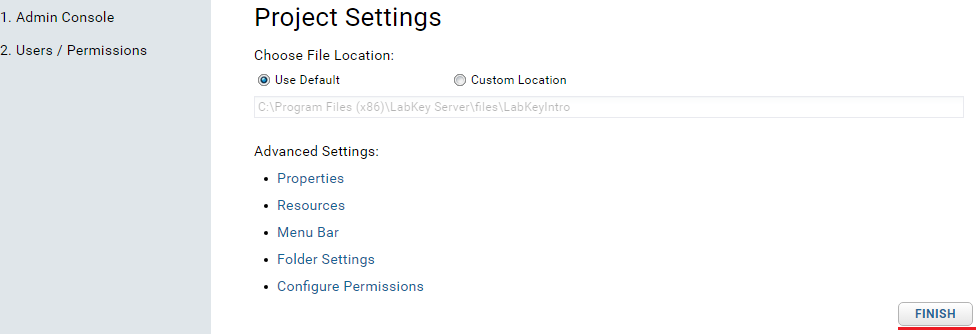 1. Admin Console
2. Users / Permissions
Project Settings
Choose File Location:
Use Default Custom Location
C:\Program Files (x86)\LabKey Server\files\LabKeyIntro
Advanced Settings:
• Properties
• Resources
• Menu Bar
• Folder Settings
• Configure Permissions
FINISH